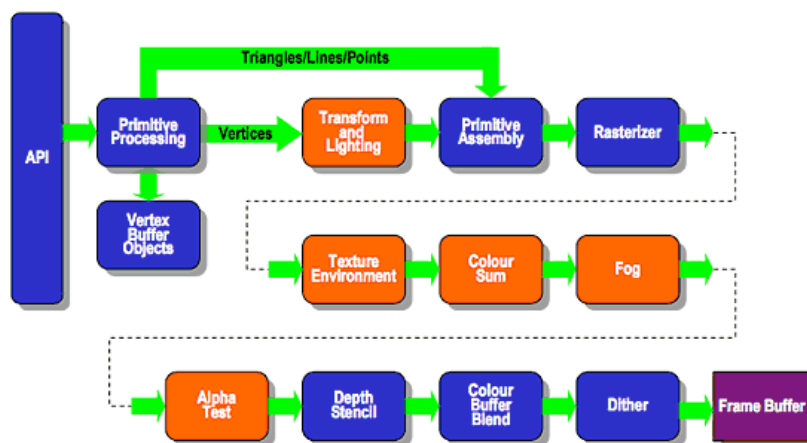 Triangles/Lines/Points
API
Primitive
Processing
Vertices
Transform
and
Lighting
Primitive
Assembly
Rasterizer
Vertex
Buffer
Objects
Texture
Environment
Colour
Sum
Fog
Alpha
Test
Depth
Stencil
Colour
Buffer
Blend
Dither
Frame Buffer